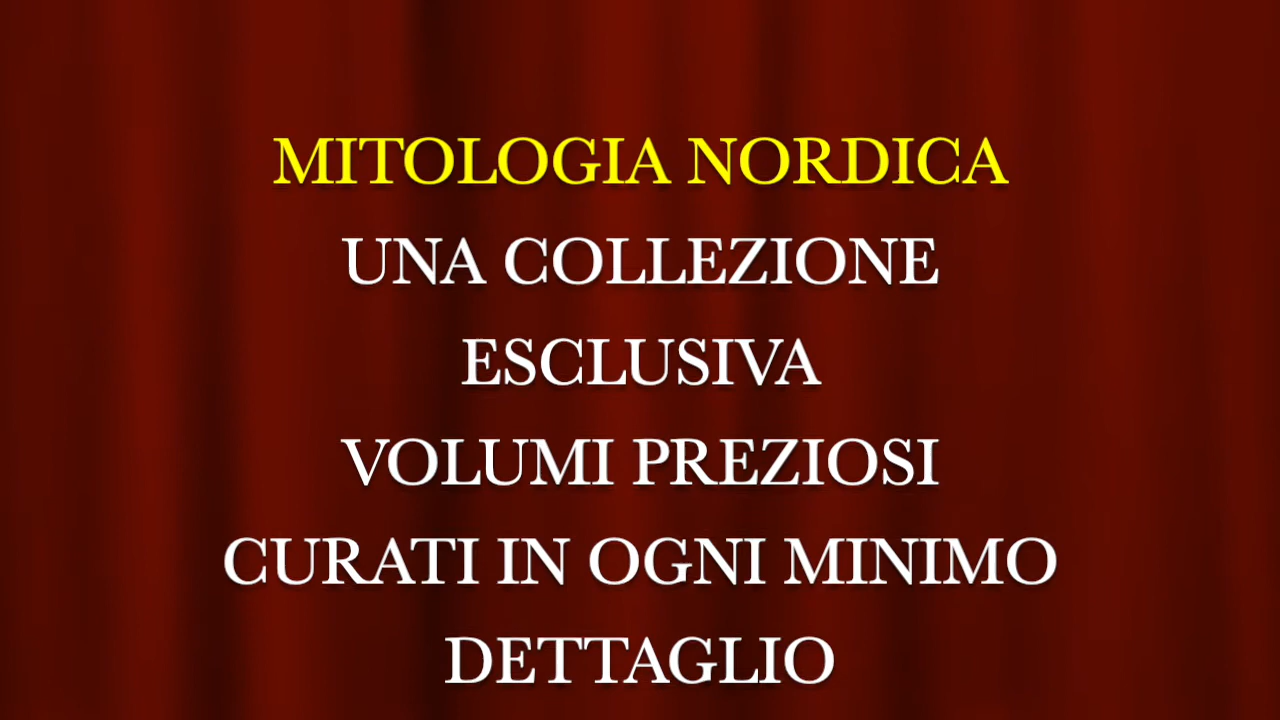 MITOLOGIA NORDICA
UNA COLLEZIONE
ESCLUSIVA
VOLUMI PREZIOSI
CURATI IN OGNI MINIMO
DETTAGLIO